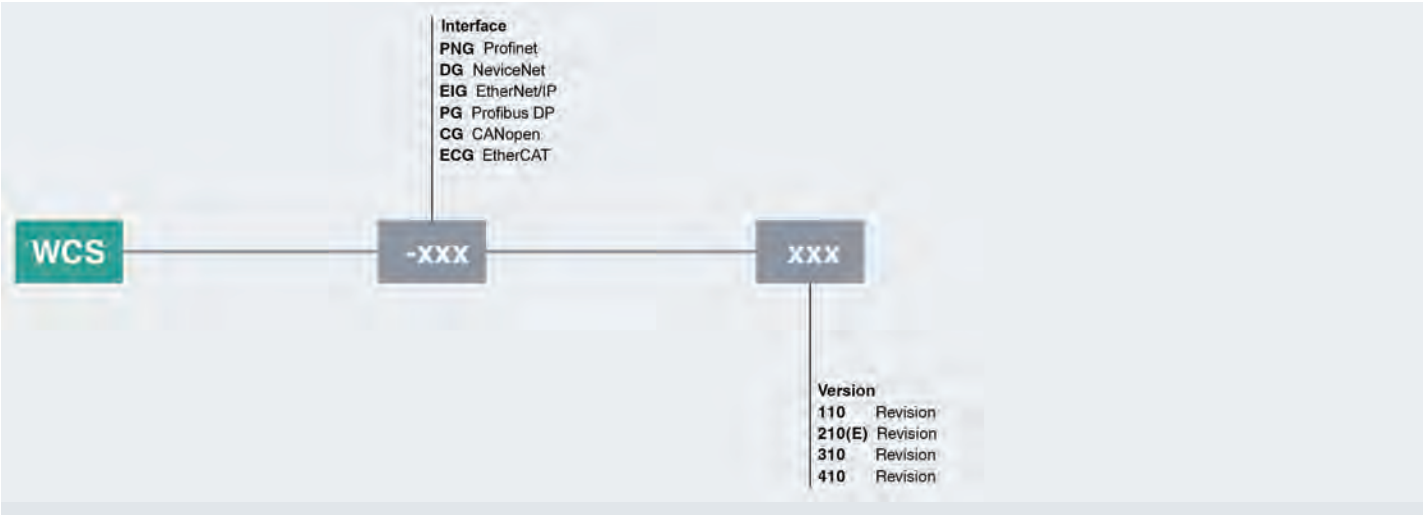 Interface
PNG Profinet
DG NeviceNet
EIG EtherNet/IP
PG Profibus DP
CG CANopen
ECG EtherCAT
WCS -xxx xxx
Version
110 Revision
210(E) Revision
310 Revision
410 Revision